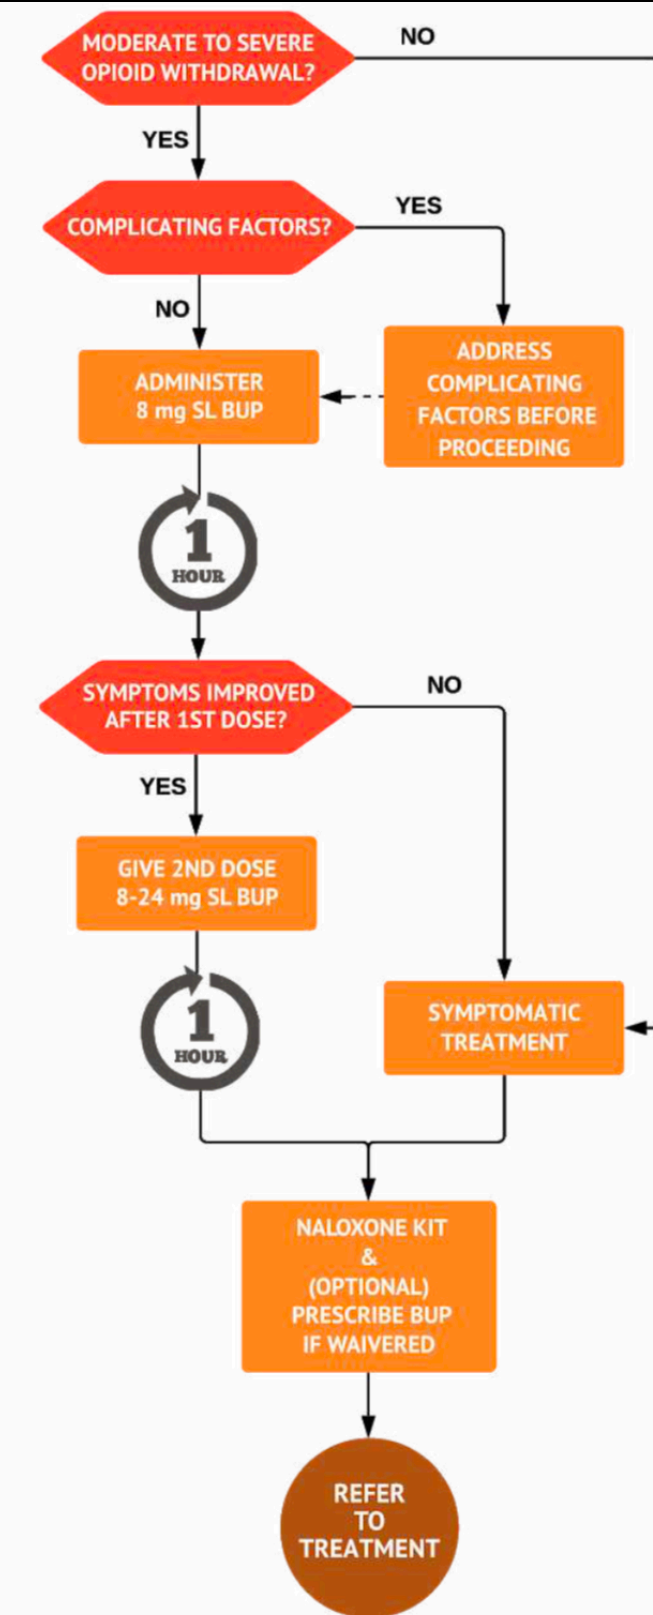 MODERATE TO SEVERE
OPIOID WITHDRAWAL?
NO
YES
COMPLICATING FACTORS?
YES
NO
ADMINISTER
8 mg SL BUP
ADDRESS
COMPLICATING
FACTORS BEFORE
PROCEEDING
1
HOUR
SYMPTOMS IMPROVED
AFTER 1ST DOSE?
NO
YES
GIVE 2ND DOSE
8-24 mg SL BUP
1
HOUR
SYMPTOMATIC
TREATMENT
NALOXONE KIT
&
(OPTIONAL)
PRESCRIBE BUP
IF WAIVERED
REFER
TO
TREATMENT